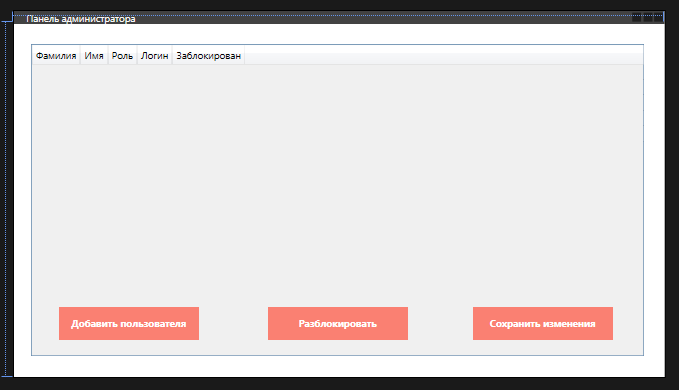 Панель администратора
Фамилия Имя Роль Логин Заблокирован
Добавить пользователя Разблокировать Сохранить изменения